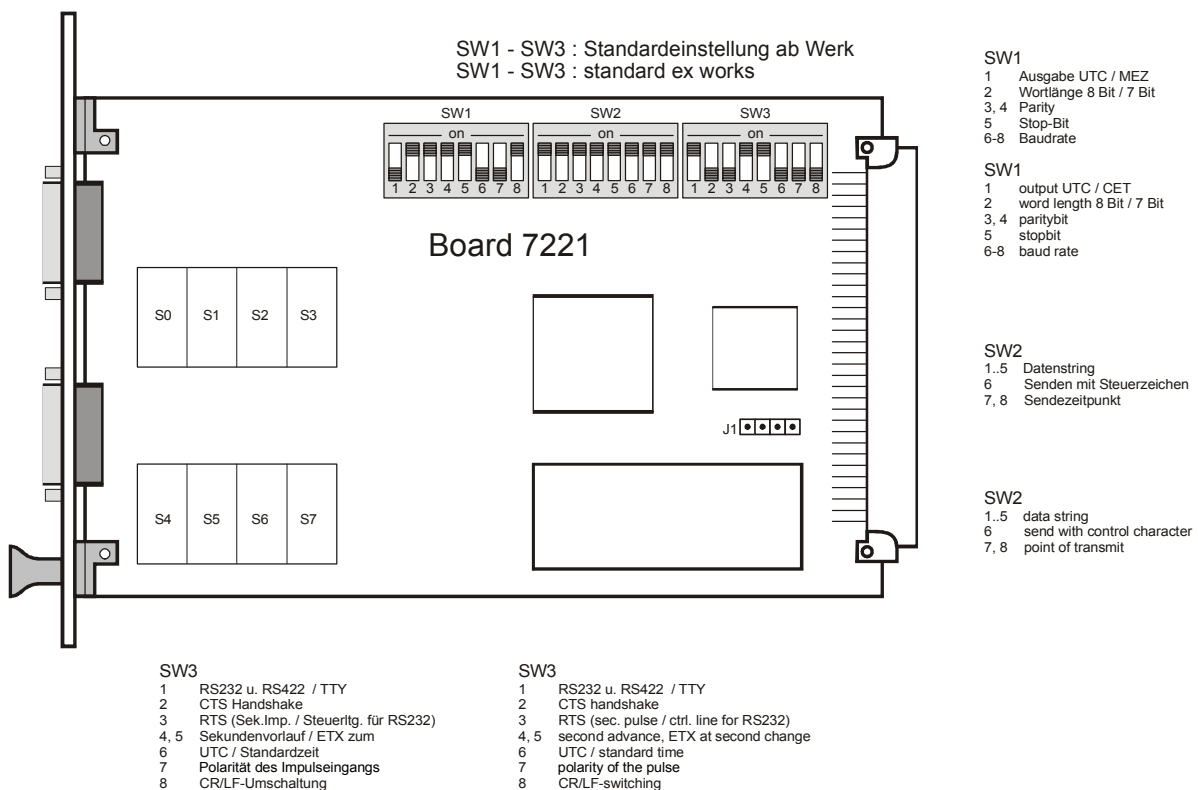 SW1 - SW3 : Standardeinstellung ab Werk
SW1 - SW3 : standard ex works
SW1
SW2
SW3
on
on
on
1 2 3 4 5 6 7 8
1 2 3 4 5 6 7 8
1 2 3 4 5 6 7 8
Board 7221
S0 S1 S2 S3
J1
S4 S5 S6 S7
SW1
1 Ausgabe UTC / MEZ
2 Wortlänge 8 Bit / 7 Bit
3, 4 Parity
5 Stop-Bit
6-8 Baudrate
SW1
1 output UTC / CET
2 word length 8 Bit / 7 Bit
3, 4 paritybit
5 stopbit
6-8 baud rate
SW2
1..5 Datenstring
6 Senden mit Steuerzeichen
7, 8 Sendezeitpunkt
SW2
1..5 data string
6 send with control character
7, 8 point of transmit
SW3
1 RS232 u. RS422 / TTY
2 CTS Handshake
3 RTS (Sek.Imp. / Steuerltg. für RS232)
4, 5 Sekundenvorlauf / ETX zum
6 UTC / Standardzeit
7 Polarität des Impulseingangs
8 CR/LF-Umschaltung
SW3
1 RS232 u. RS422 / TTY
2 CTS handshake
3 RTS (sec. pulse / ctrl. line for RS232)
4, 5 second advance, ETX at second change
6 UTC / standard time
7 polarity of the pulse
8 CR/LF-switching